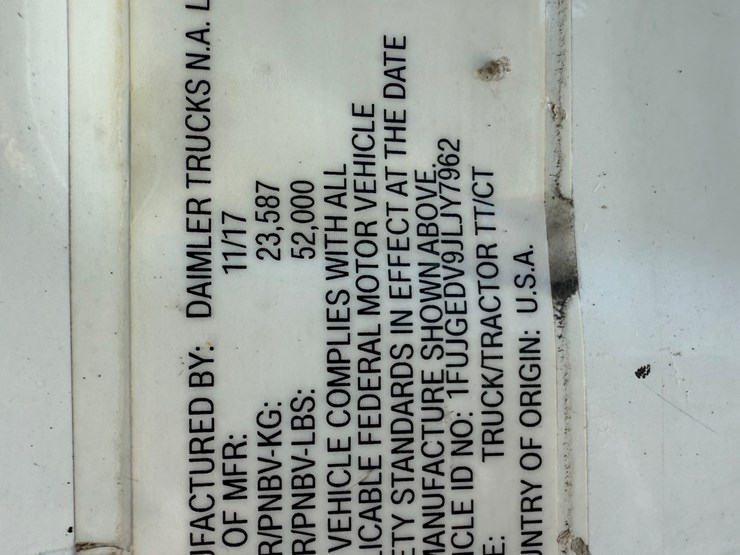 UFACTURED BY: DAIMLER TRUCKS N.A. L
OF MFR: 11/17
R/PNBV-KG: 23,587
R/PNBV-LBS: 52,000
VEHICLE COMPLIES WITH ALL
ICABLE FEDERAL MOTOR VEHICLE
ETY STANDARDS IN EFFECT AT THE DATE
MANUFACTURE SHOWN ABOVE.
ICLE ID NO: 1FUJGEDV9JLJY7962
E: TRUCK/TRACTOR TT/CT
UNTRY OF ORIGIN: U.S.A.